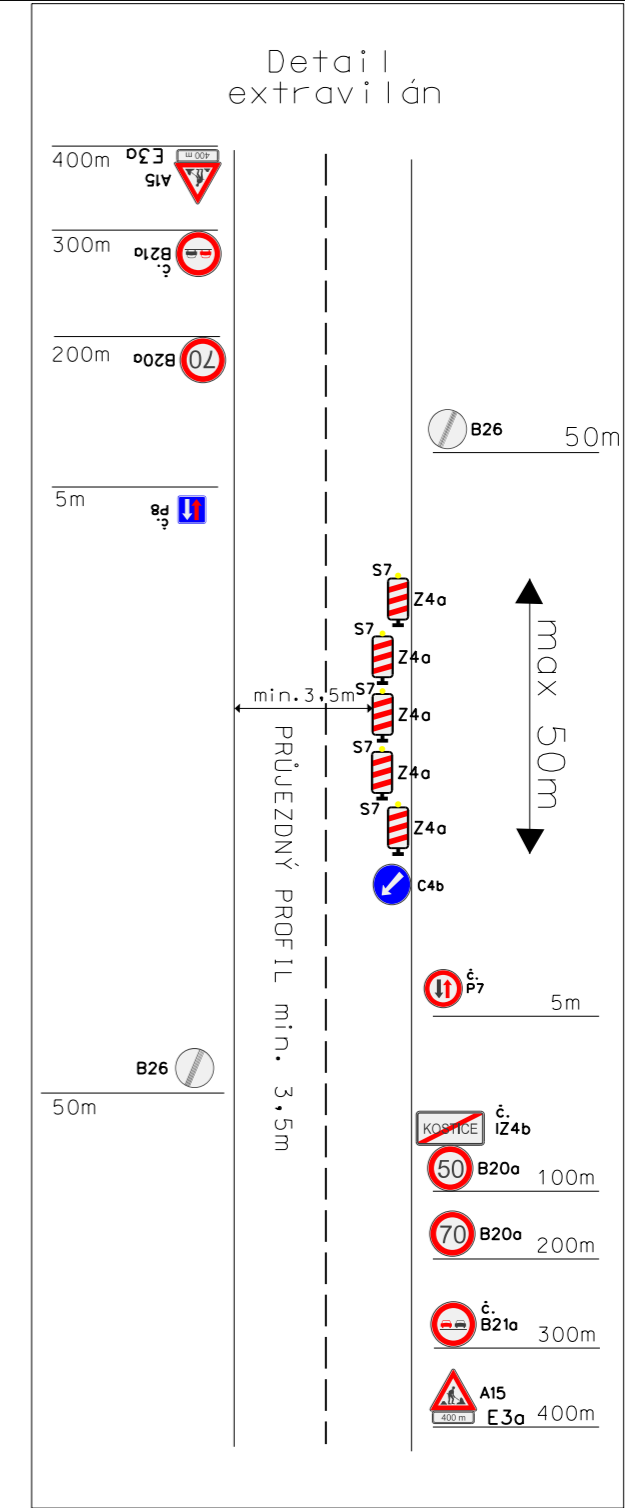 Detail
extravilán
400m
E3a
400 m
A15
300m
č.
B21a
200m
B20a
70
B26
50m
5m
č.
P8
S7
Z4a
S7
Z4a
min.3,5m
S7
Z4a
S7
Z4a
S7
Z4a
max 50m
PRŮJEZDNÝ PROFIL min. 3,5m
C4b
č.
P7
5m
B26
50m
KOSTICE
č.
IZ4b
50
B20a
100m
70
B20a
200m
č.
B21a
300m
A15
400 m
E3a
400m